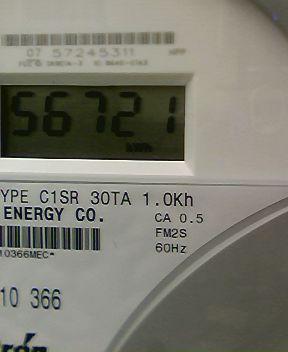 07 57245311
56721
kWh
YPE C1SR 30TA 1.0Kh
ENERGY CO.
CA 0.5
FM2S
60Hz
10366MEC*
10 366
rón